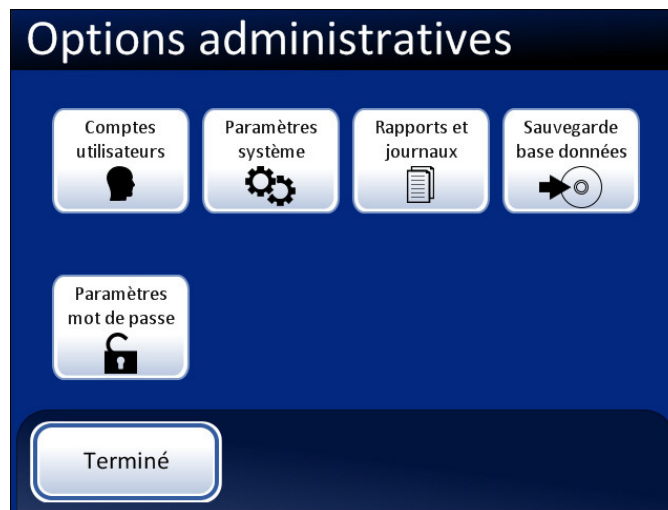 Options administratives
Comptes
utilisateurs
Paramètres
système
Rapports et
journaux
Sauvegarde
base données
Paramètres
mot de passe
Terminé